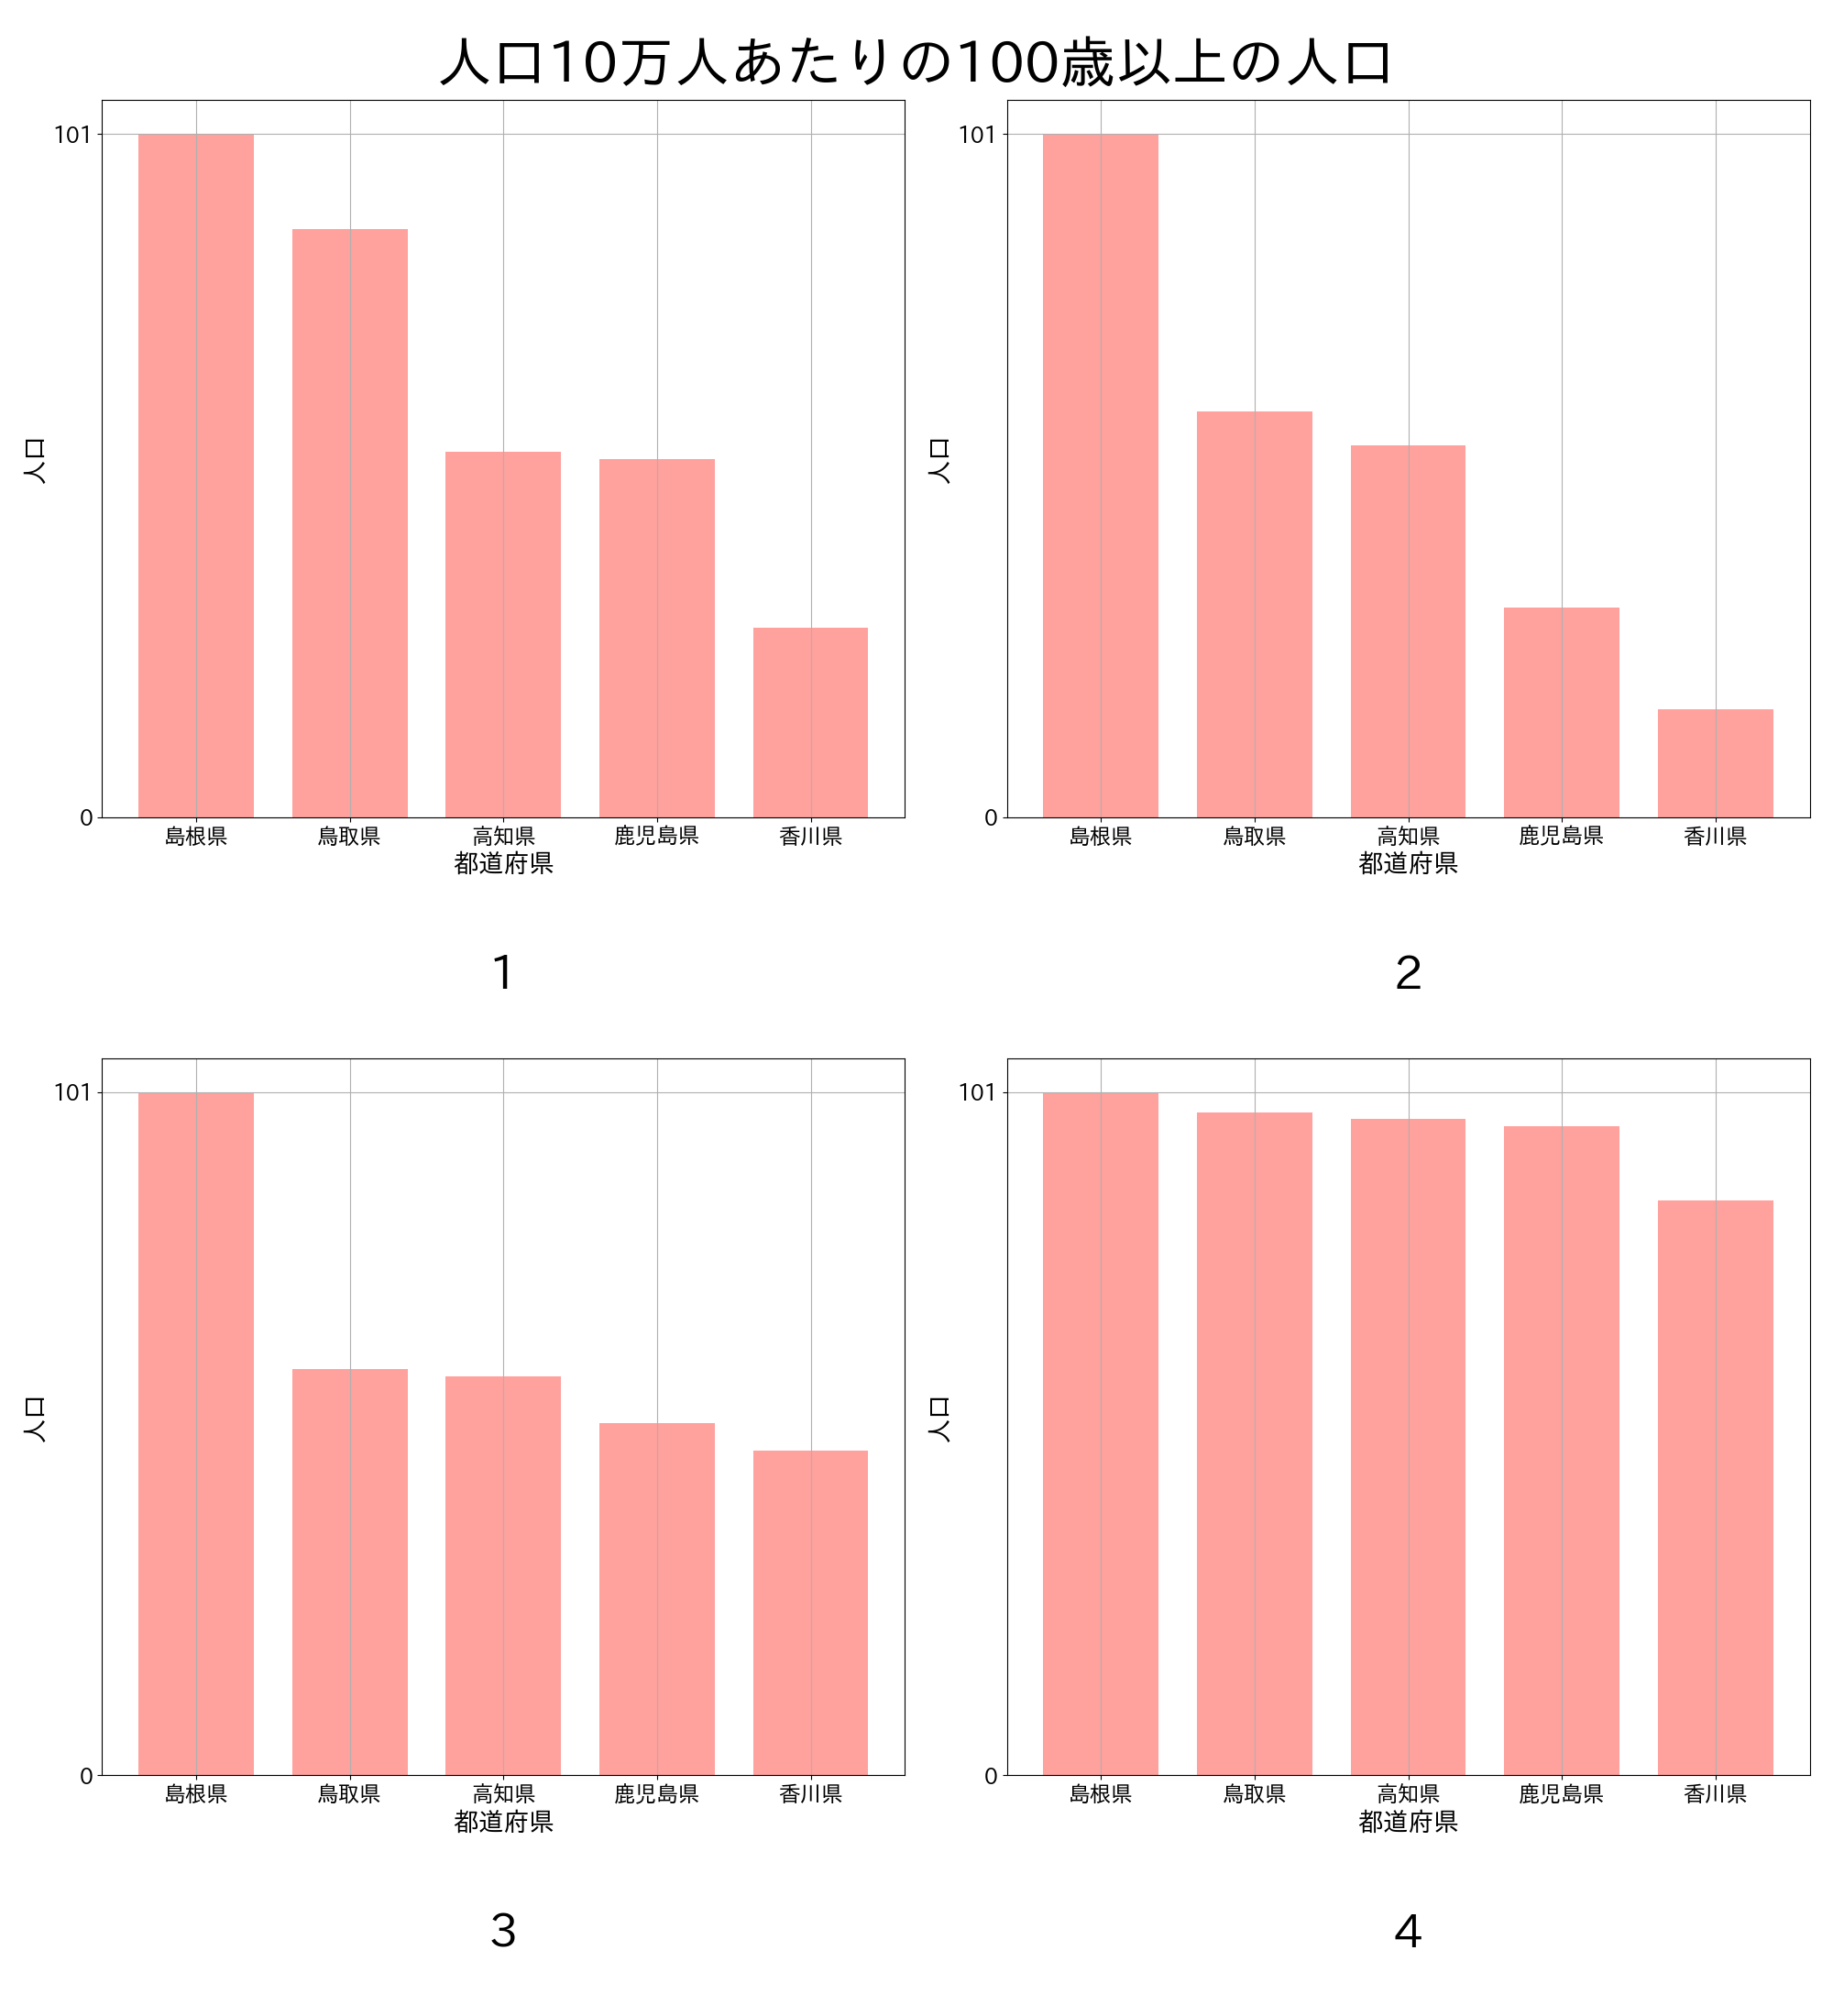 人口10万人あたりの100歳以上の人口
101
0
人口
島根県 鳥取県 高知県 鹿児島県 香川県
都道府県
1
101
0
人口
島根県 鳥取県 高知県 鹿児島県 香川県
都道府県
2
101
0
人口
島根県 鳥取県 高知県 鹿児島県 香川県
都道府県
3
101
0
人口
島根県 鳥取県 高知県 鹿児島県 香川県
都道府県
4